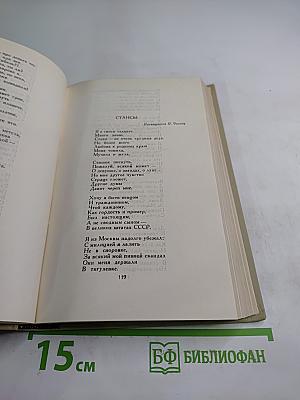 СТАНСЫ
Посвящается П. Чагину
Я о своем таланте
Много знаю.
Стихи — не очень трудные дела.
Но более всего
Любовь к родному краю
Меня томила,
Мучила и жгла.
Стишок писнуть,
Пожалуй, всякий может
О девушке, о звездах, о луне...
Но мне другое чувство
Сердце гложет,
Другие думы
Давят череп мне.
Хочу я быть певцом
И гражданином,
Чтоб каждому,
Как гордость и пример,
Был настоящим,
А не сводным сыном —
В великих штатах СССР.
Я из Москвы надолго убежал:
С милицией я ладить
Не в сноровке,
За всякий мой пивной скандал
Они меня держали
В тигулевке.
119
15 см
БФ БИБЛИОФАН